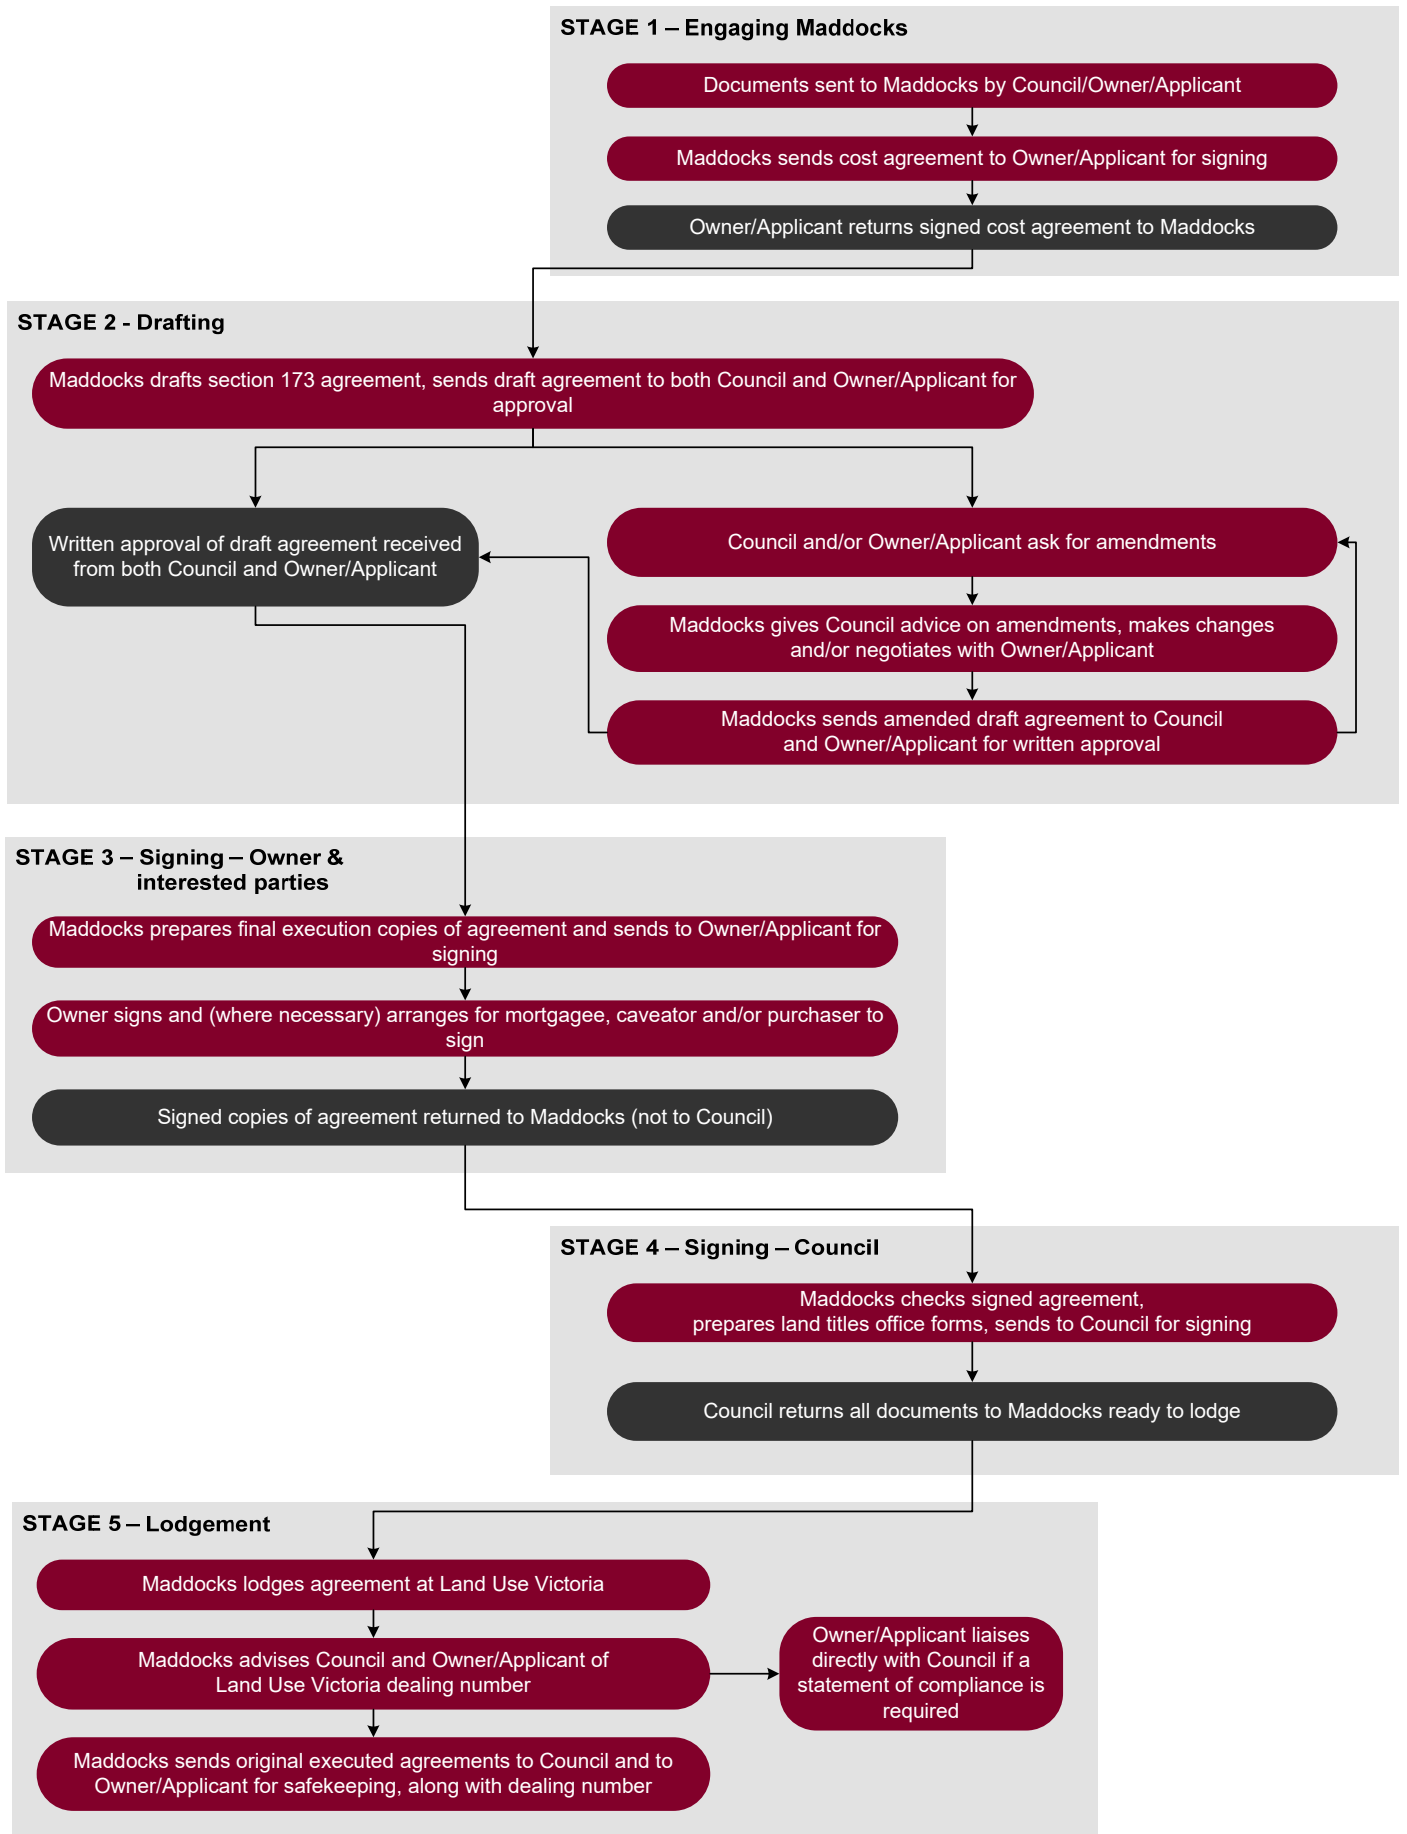 STAGE 1 – Engaging Maddocks
Documents sent to Maddocks by Council/Owner/Applicant
Maddocks sends cost agreement to Owner/Applicant for signing
Owner/Applicant returns signed cost agreement to Maddocks
STAGE 2 - Drafting
Maddocks drafts section 173 agreement, sends draft agreement to both Council and Owner/Applicant for
approval
Written approval of draft agreement received
from both Council and Owner/Applicant
Council and/or Owner/Applicant ask for amendments
Maddocks gives Council advice on amendments, makes changes
and/or negotiates with Owner/Applicant
Maddocks sends amended draft agreement to Council
and Owner/Applicant for written approval
STAGE 3 – Signing – Owner &
interested parties
Maddocks prepares final execution copies of agreement and sends to Owner/Applicant for
signing
Owner signs and (where necessary) arranges for mortgagee, caveator and/or purchaser to
sign
Signed copies of agreement returned to Maddocks (not to Council)
STAGE 4 – Signing – Council
Maddocks checks signed agreement,
prepares land titles office forms, sends to Council for signing
Council returns all documents to Maddocks ready to lodge
STAGE 5 – Lodgement
Maddocks lodges agreement at Land Use Victoria
Maddocks advises Council and Owner/Applicant of
Land Use Victoria dealing number
Owner/Applicant liaises
directly with Council if a
statement of compliance is
required
Maddocks sends original executed agreements to Council and to
Owner/Applicant for safekeeping, along with dealing number